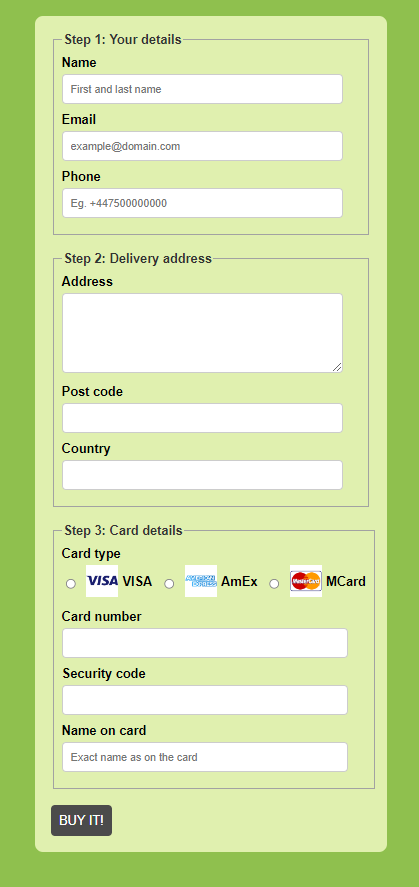 Step 1: Your details
Name
First and last name
Email
example@domain.com
Phone
Eg. +447500000000
Step 2: Delivery address
Address
Post code
Country
Step 3: Card details
Card type
VISA VISA AMERICAN EXPRESS AmEx MasterCard MCard
Card number
Security code
Name on card
Exact name as on the card
BUY IT!